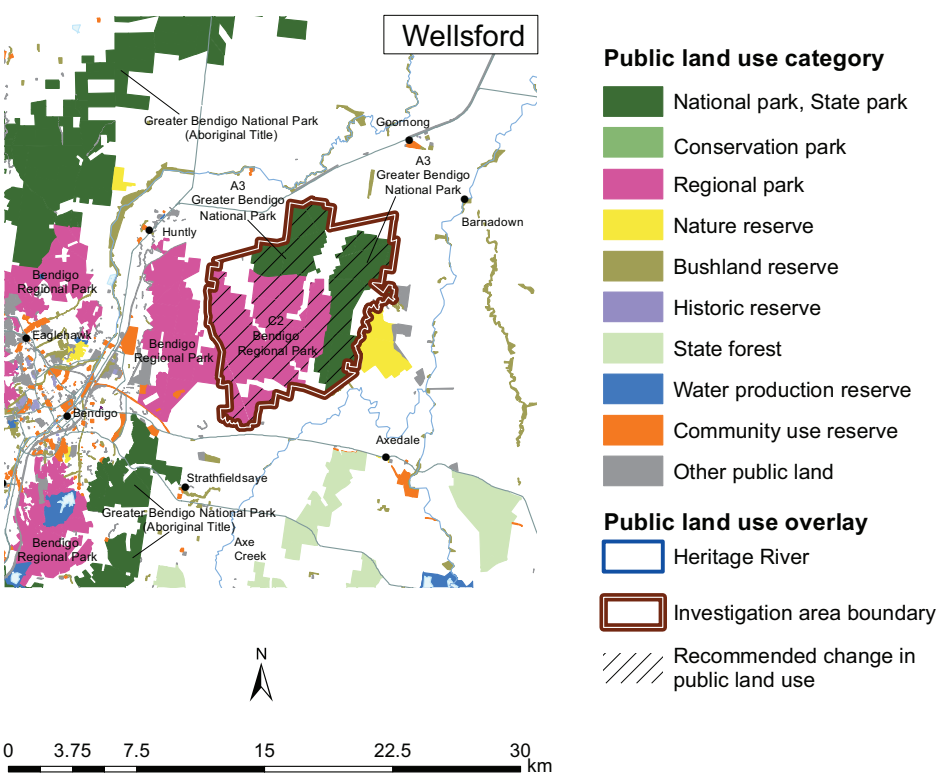 Wellsford
Greater Bendigo National Park
(Aboriginal Title)
Goornong
A3
Greater Bendigo
National Park
A3
Greater Bendigo
National Park
Barnadown
Huntly
Bendigo
Regional Park
C2
Bendigo
Regional Park
Eaglehawk
Bendigo
Regional Park
Bendigo
Axedale
Strathfieldsaye
Greater Bendigo National Park
(Aboriginal Title)
Bendigo
Regional Park
Axe
Creek
N
0 3.75 7.5 15 22.5 30
km
Public land use category
National park, State park
Conservation park
Regional park
Nature reserve
Bushland reserve
Historic reserve
State forest
Water production reserve
Community use reserve
Other public land
Public land use overlay
Heritage River
Investigation area boundary
Recommended change in
public land use